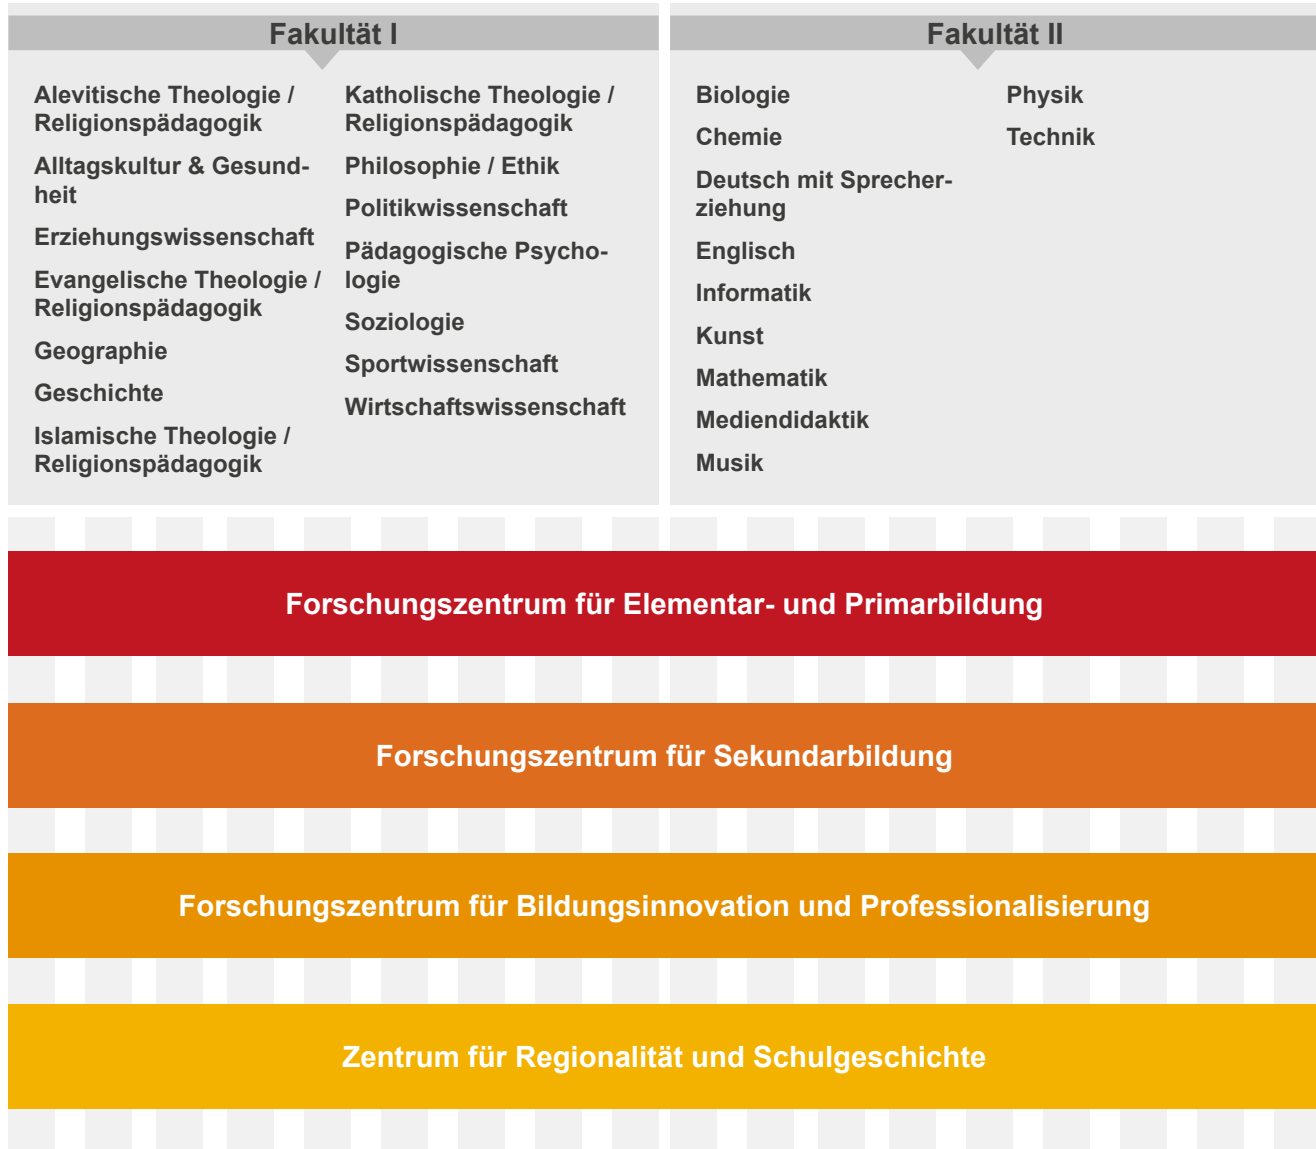 Fakultät I
Alevitische Theologie /
Religionspädagogik
Alltagskultur & Gesund-
heit
Erziehungswissenschaft
Evangelische Theologie /
Religionspädagogik
Geographie
Geschichte
Islamische Theologie /
Religionspädagogik
Katholische Theologie /
Religionspädagogik
Philosophie / Ethik
Politikwissenschaft
Pädagogische Psycho-
logie
Soziologie
Sportwissenschaft
Wirtschaftswissenschaft
Fakultät II
Biologie
Chemie
Deutsch mit Sprecher-
ziehung
Englisch
Informatik
Kunst
Mathematik
Mediendidaktik
Musik
Physik
Technik
Forschungszentrum für Elementar- und Primarbildung
Forschungszentrum für Sekundarbildung
Forschungszentrum für Bildungsinnovation und Professionalisierung
Zentrum für Regionalität und Schulgeschichte